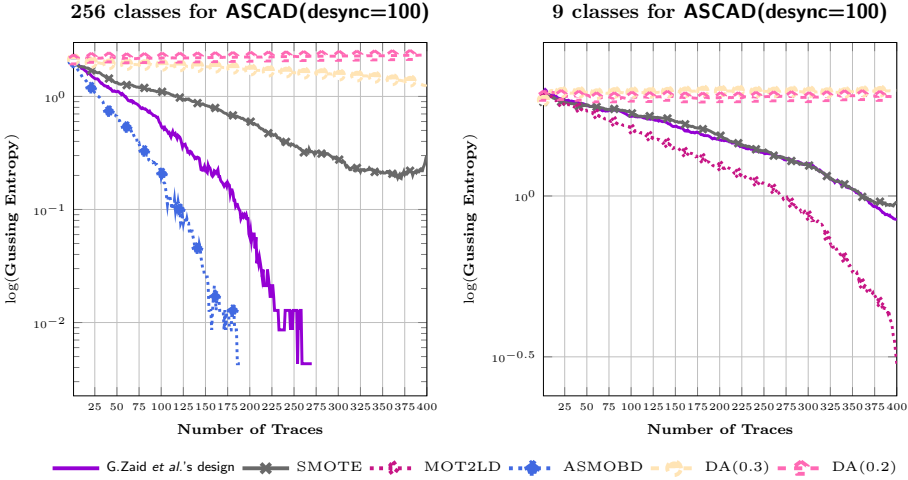 256 classes for ASCAD(desync=100)
10^0
10^-1
10^-2
log(Gussing Entropy)
25 50 75 100 125 150 175 200 225 250 275 300 325 350 375 400
Number of Traces
9 classes for ASCAD(desync=100)
10^0
10^-0.5
log(Gussing Entropy)
25 50 75 100 125 150 175 200 225 250 275 300 325 350 375 400
Number of Traces
G.Zaid et al.'s design SMOTE MOT2LD ASMOBD DA(0.3) DA(0.2)